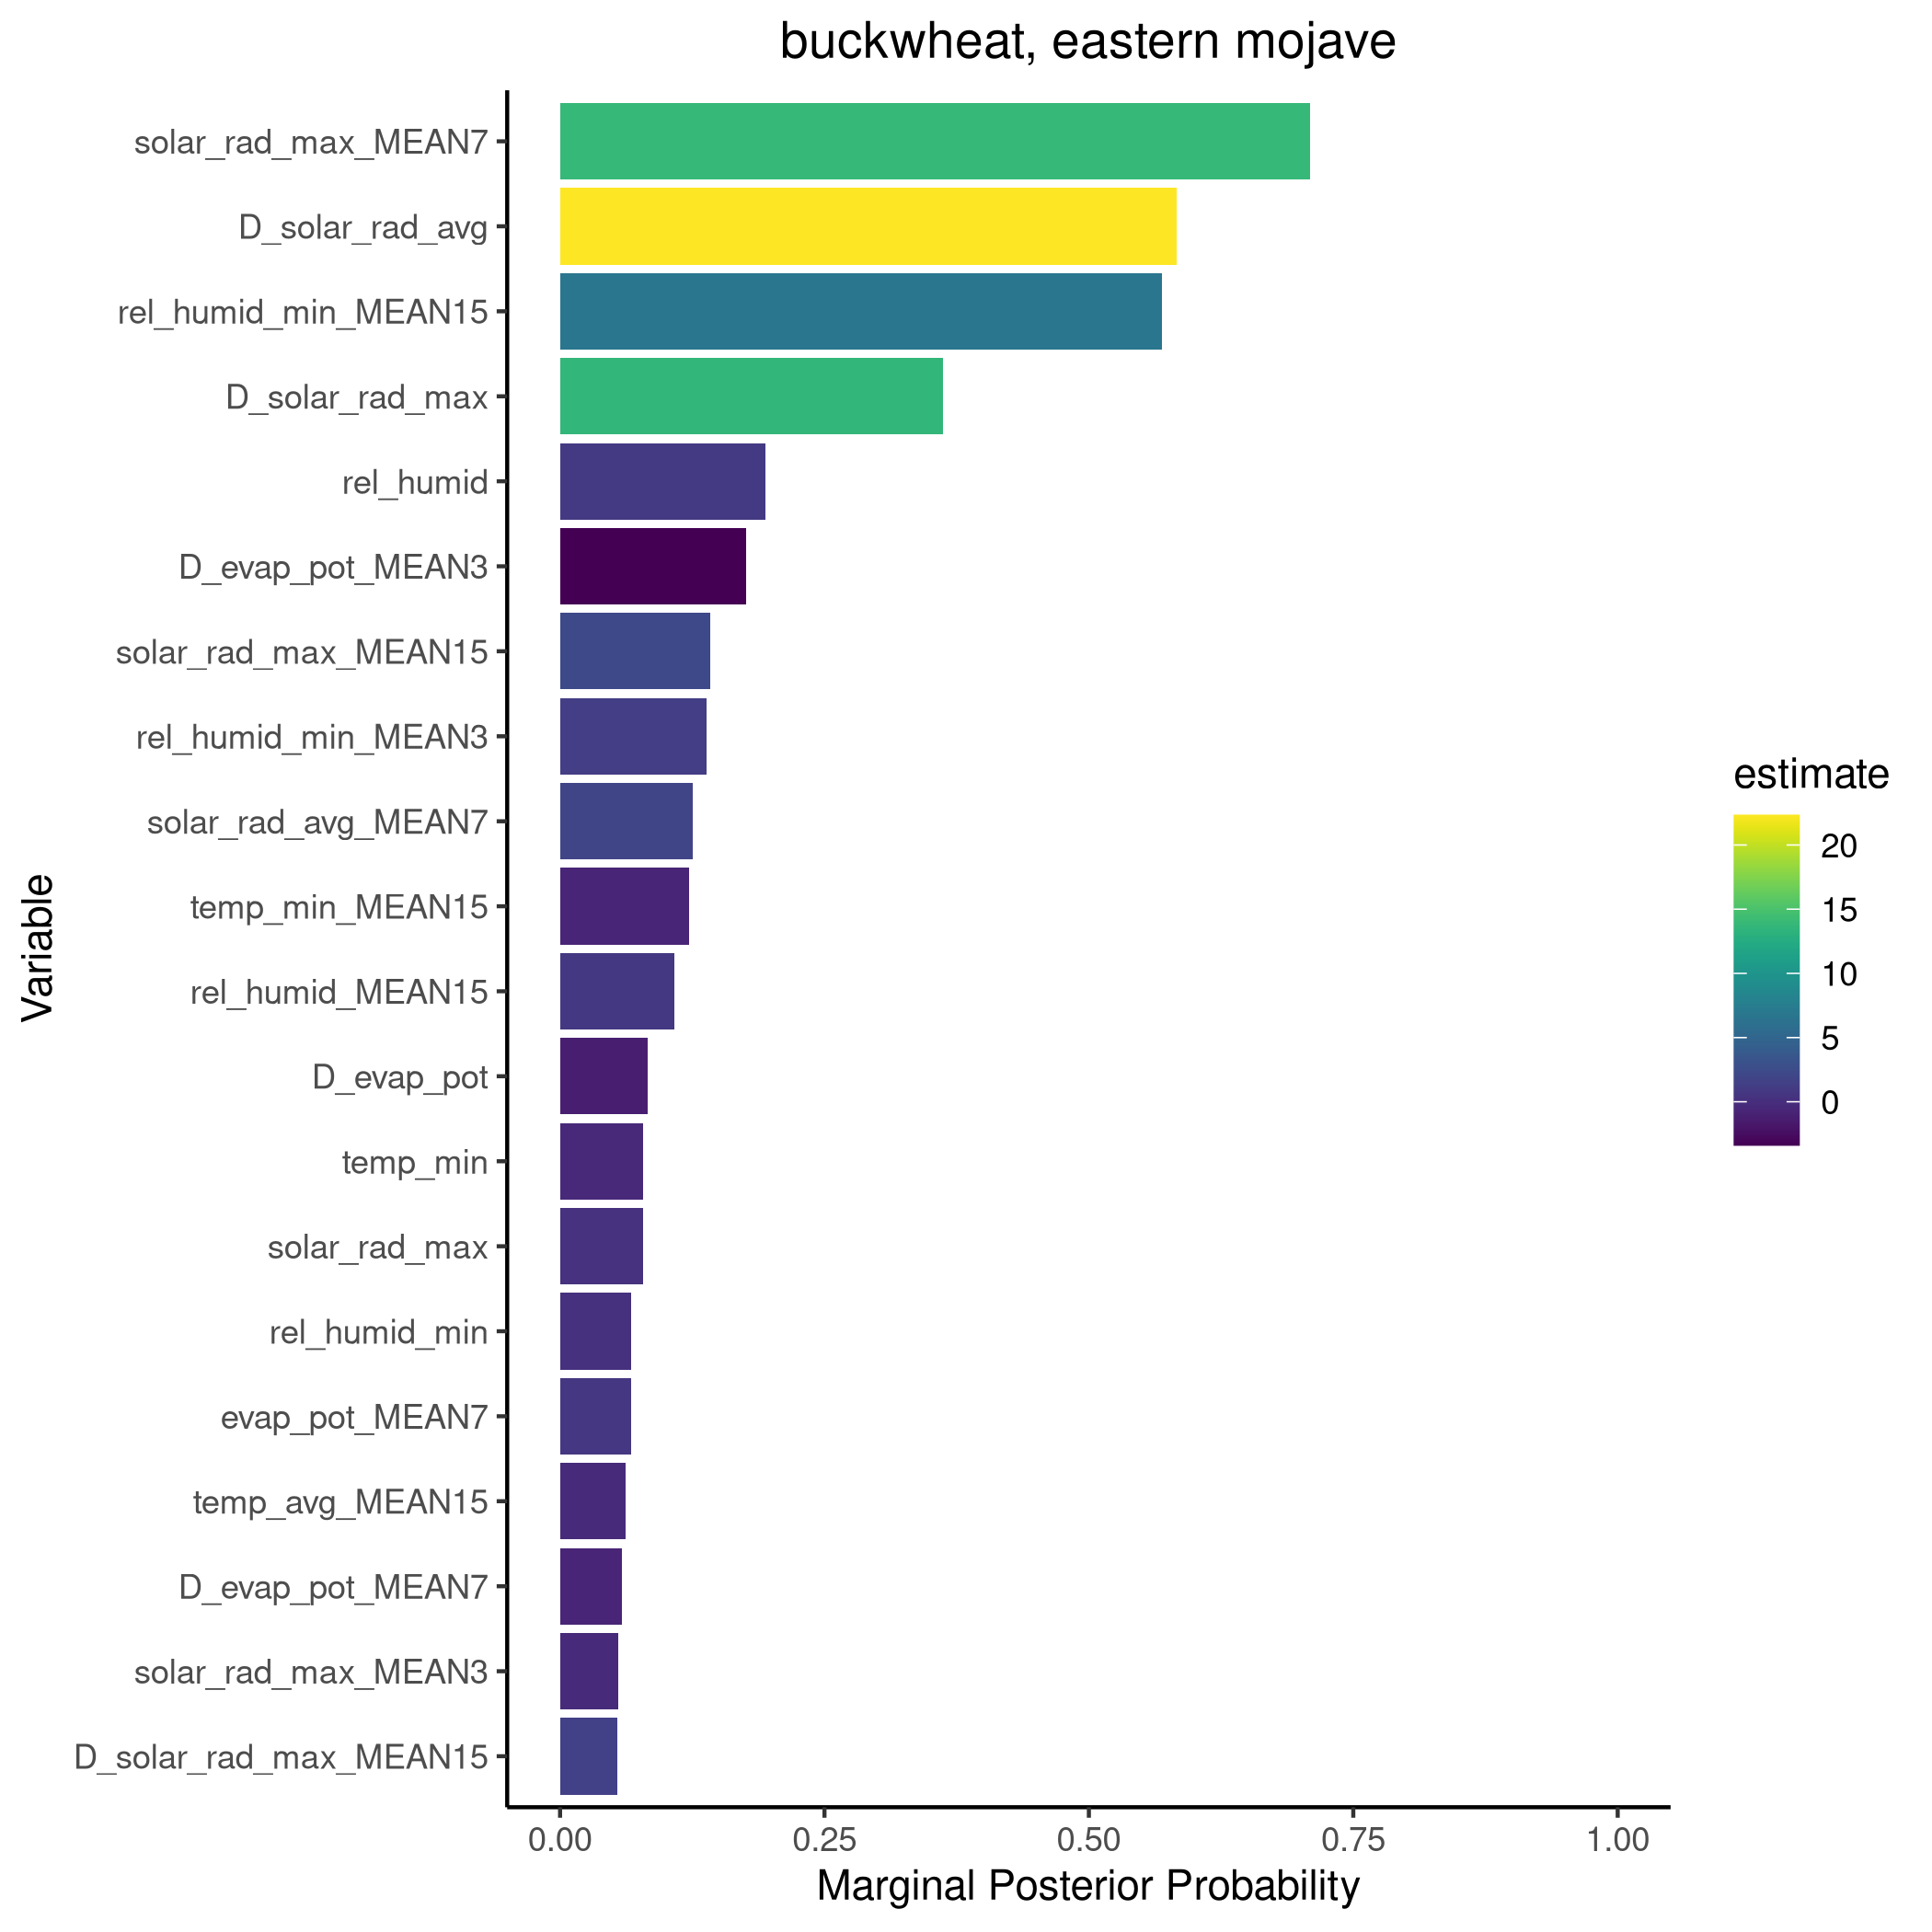 buckwheat, eastern mojave
solar_rad_max_MEAN7
D_solar_rad_avg
rel_humid_min_MEAN15
D_solar_rad_max
rel_humid
D_evap_pot_MEAN3
solar_rad_max_MEAN15
rel_humid_min_MEAN3
solar_rad_avg_MEAN7
temp_min_MEAN15
rel_humid_MEAN15
D_evap_pot
temp_min
solar_rad_max
rel_humid_min
evap_pot_MEAN7
temp_avg_MEAN15
D_evap_pot_MEAN7
solar_rad_max_MEAN3
D_solar_rad_max_MEAN15
Variable
0.00 0.25 0.50 0.75 1.00
Marginal Posterior Probability
estimate
20
15
10
5
0